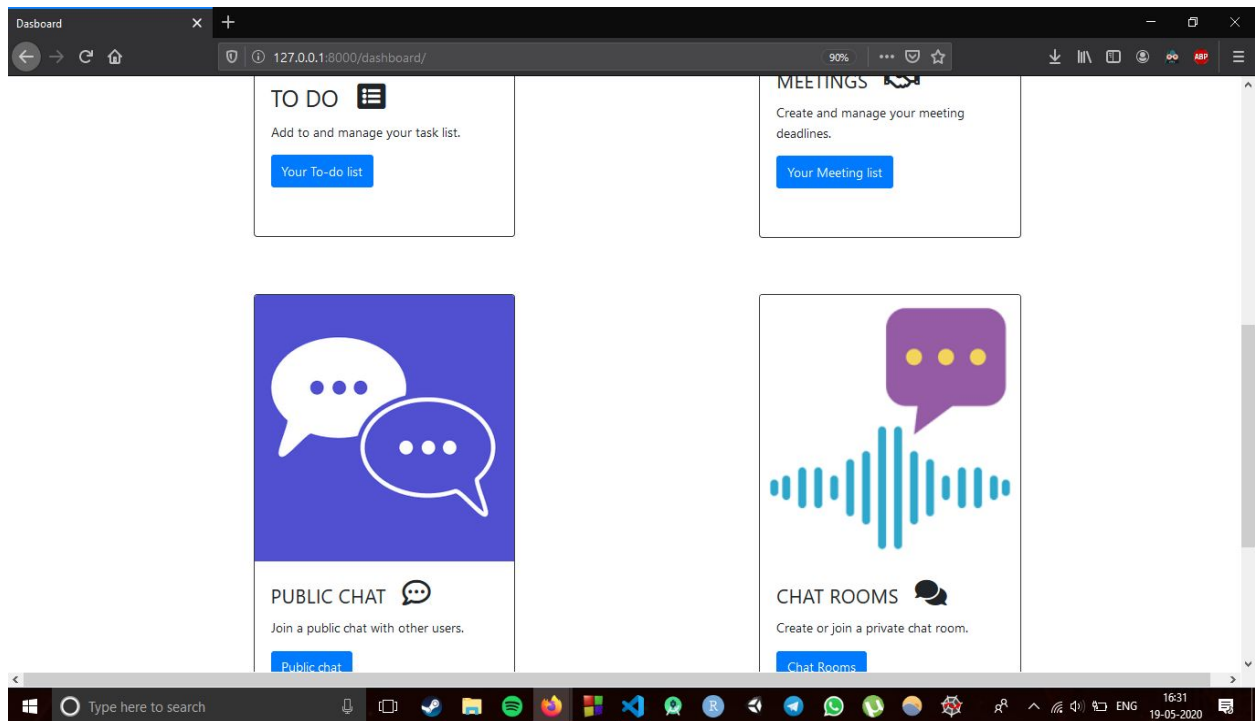 Dasboard
127.0.0.1:8000/dashboard/
90%
ABP
TO DO
Add to and manage your task list.
Your To-do list
MEETINGS
Create and manage your meeting
deadlines.
Your Meeting list
PUBLIC CHAT
Join a public chat with other users.
Public chat
CHAT ROOMS
Create or join a private chat room.
Chat Rooms
Type here to search
R
ENG
16:31
19-05-2020